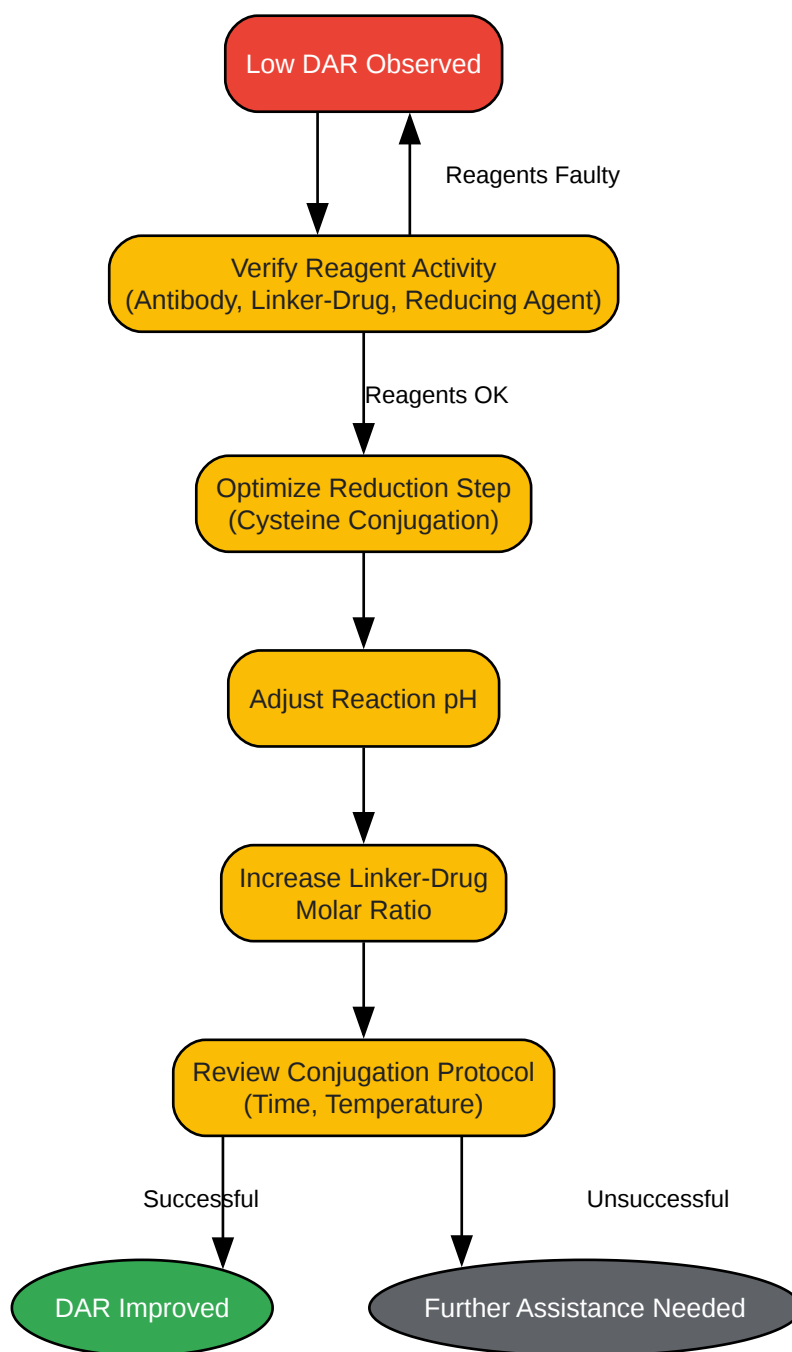 Low DAR Observed
Reagents Faulty
Verify Reagent Activity
(Antibody, Linker-Drug, Reducing Agent)
Reagents OK
Optimize Reduction Step
(Cysteine Conjugation)
Adjust Reaction pH
Increase Linker-Drug
Molar Ratio
Review Conjugation Protocol
(Time, Temperature)
Successful
Unsuccessful
DAR Improved
Further Assistance Needed